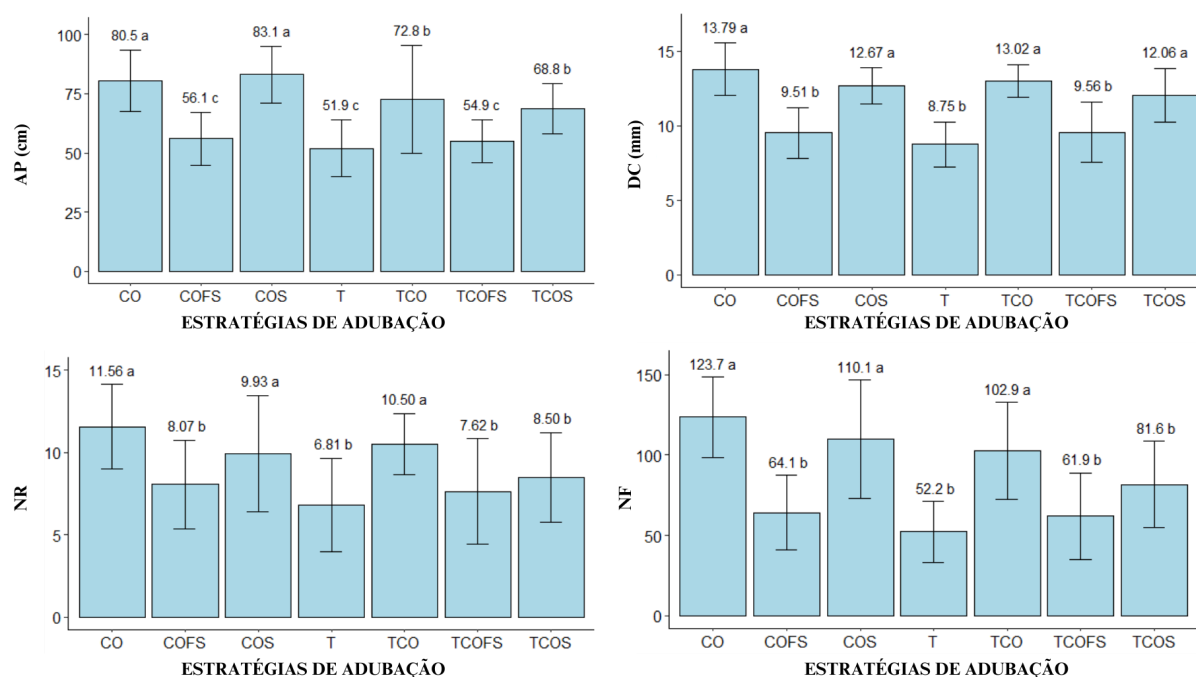 AP (cm)
100
75
50
25
0
80.5 a
56.1 c
83.1 a
51.9 c
72.8 b
54.9 c
68.8 b
CO COFS COS T TCO TCOFS TCOS
ESTRATÉGIAS DE ADUBAÇÃO
DC (mm)
15
10
5
0
13.79 a
9.51 b
12.67 a
8.75 b
13.02 a
9.56 b
12.06 a
CO COFS COS T TCO TCOFS TCOS
ESTRATÉGIAS DE ADUBAÇÃO
NR
15
10
5
0
11.56 a
8.07 b
9.93 a
6.81 b
10.50 a
7.62 b
8.50 b
CO COFS COS T TCO TCOFS TCOS
ESTRATÉGIAS DE ADUBAÇÃO
NF
150
100
50
0
123.7 a
64.1 b
110.1 a
52.2 b
102.9 a
61.9 b
81.6 b
CO COFS COS T TCO TCOFS TCOS
ESTRATÉGIAS DE ADUBAÇÃO